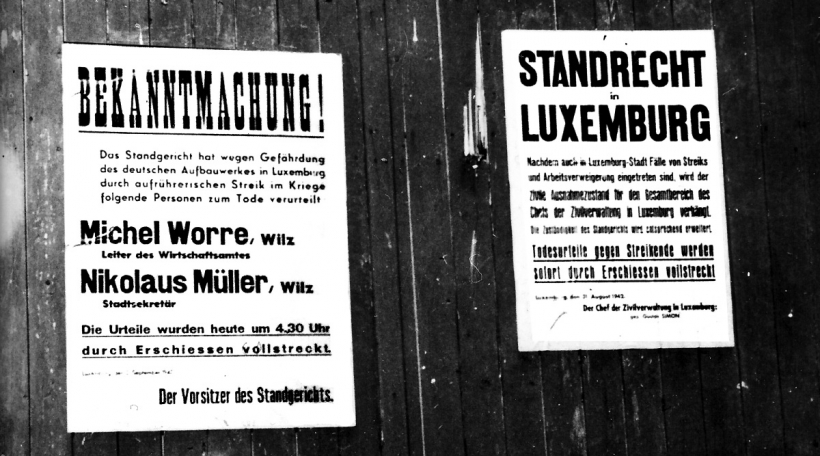 BEKANNTMACHUNG!
Das Standgericht hat wegen Gefährdung
des deutschen Aufbauwerkes in Luxemburg
durch aufrührerischen Streik im Kriege
folgende Personen zum Tode verurteilt
Michel Worre, Wilz
Leiter des Wirtschaftsamtes
Nikolaus Müller, Wilz
Stadtsekretär
Die Urteile wurden heute um 4.30 Uhr
durch Erschiessen vollstreckt.
September
Der Vorsitzer des Standgerichts.
STANDRECHT
in
LUXEMBURG
Nachdem auch in Luxemburg-Stadt Fälle von Streiks
und Arbeitsverweigerung eingetreten sind, wird der
zivile Ausnahmezustand für den Gesamtbereich des
Chefs der Zivilverwaltung in Luxemburg verhängt.
Die Zuständigkeit des Standgerichts wird entsprechend erweitert.
Todesurteile gegen Streikende werden
sofort durch Erschiessen vollstreckt
den 31. August 1942.
Der Chef der Zivilverwaltung in Luxemburg:
gez. Gustav SIMON